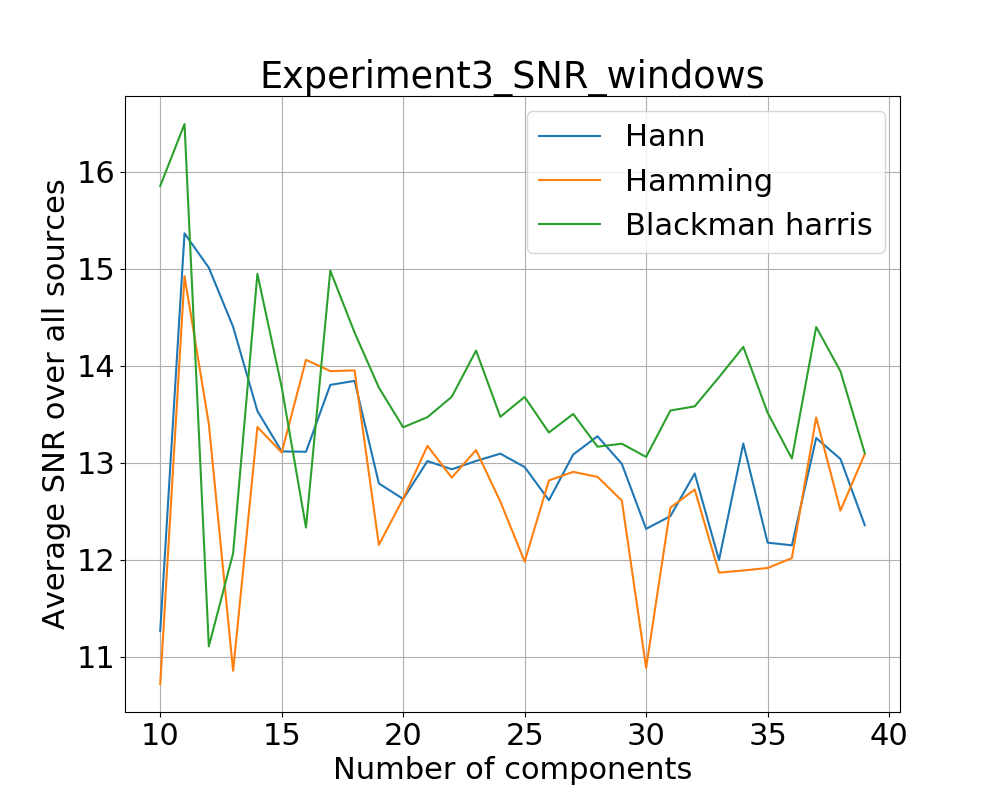 Experiment3_SNR_windows
Hann
Hamming
Blackman harris
Average SNR over all sources
16
15
14
13
12
11
10 15 20 25 30 35 40
Number of components